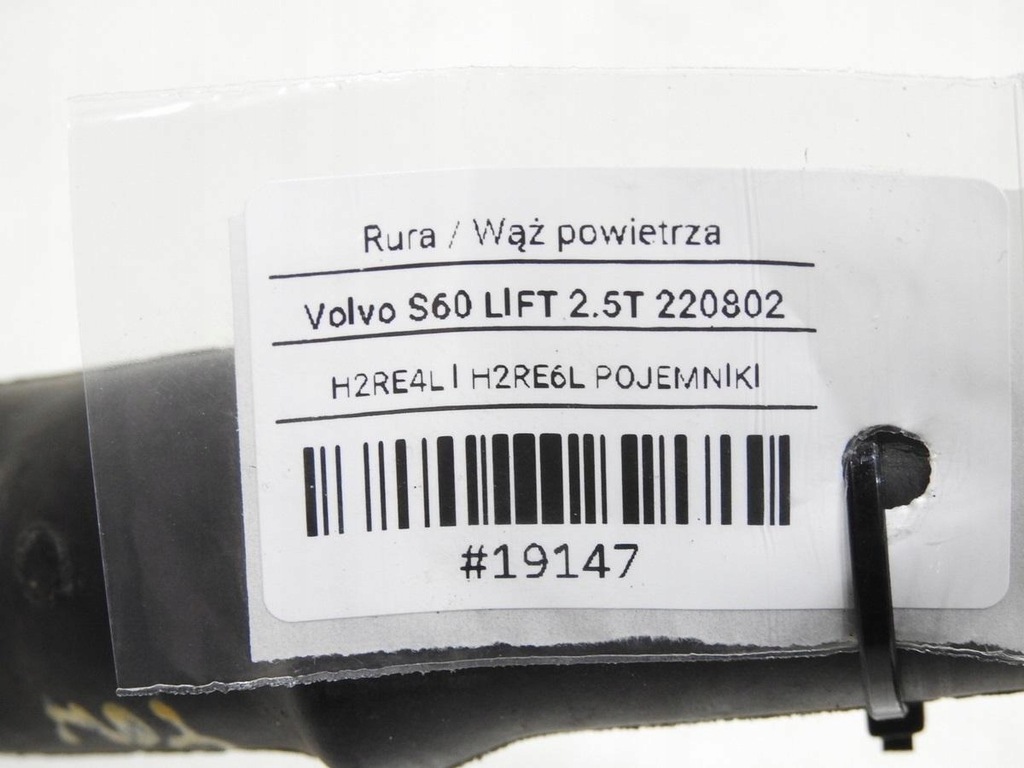 Rura / Wąż powietrza
Volvo S60 LIFT 2.5T 220802
H2RE4L | H2RE6L POJEMNIKI
#19147